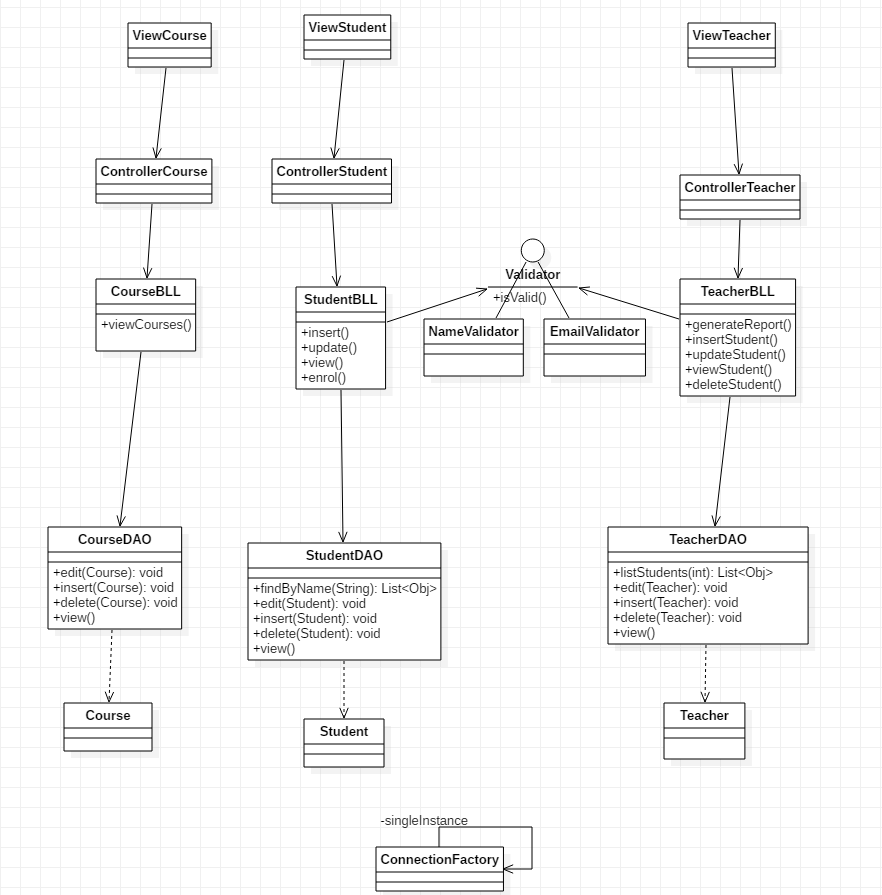 ViewCourse
ViewStudent
ViewTeacher
ControllerCourse
ControllerStudent
ControllerTeacher
CourseBLL
+viewCourses()
StudentBLL
+insert()
+update()
+view()
+enrol()
Validator
+isValid()
NameValidator
EmailValidator
TeacherBLL
+generateReport()
+insertStudent()
+updateStudent()
+viewStudent()
+deleteStudent()
CourseDAO
+edit(Course): void
+insert(Course): void
+delete(Course): void
+view()
StudentDAO
+findByName(String): List<Obj>
+edit(Student): void
+insert(Student): void
+delete(Student): void
+view()
TeacherDAO
+listStudents(int): List<Obj>
+edit(Teacher): void
+insert(Teacher): void
+delete(Teacher): void
+view()
Course
Student
Teacher
-singleInstance
ConnectionFactory